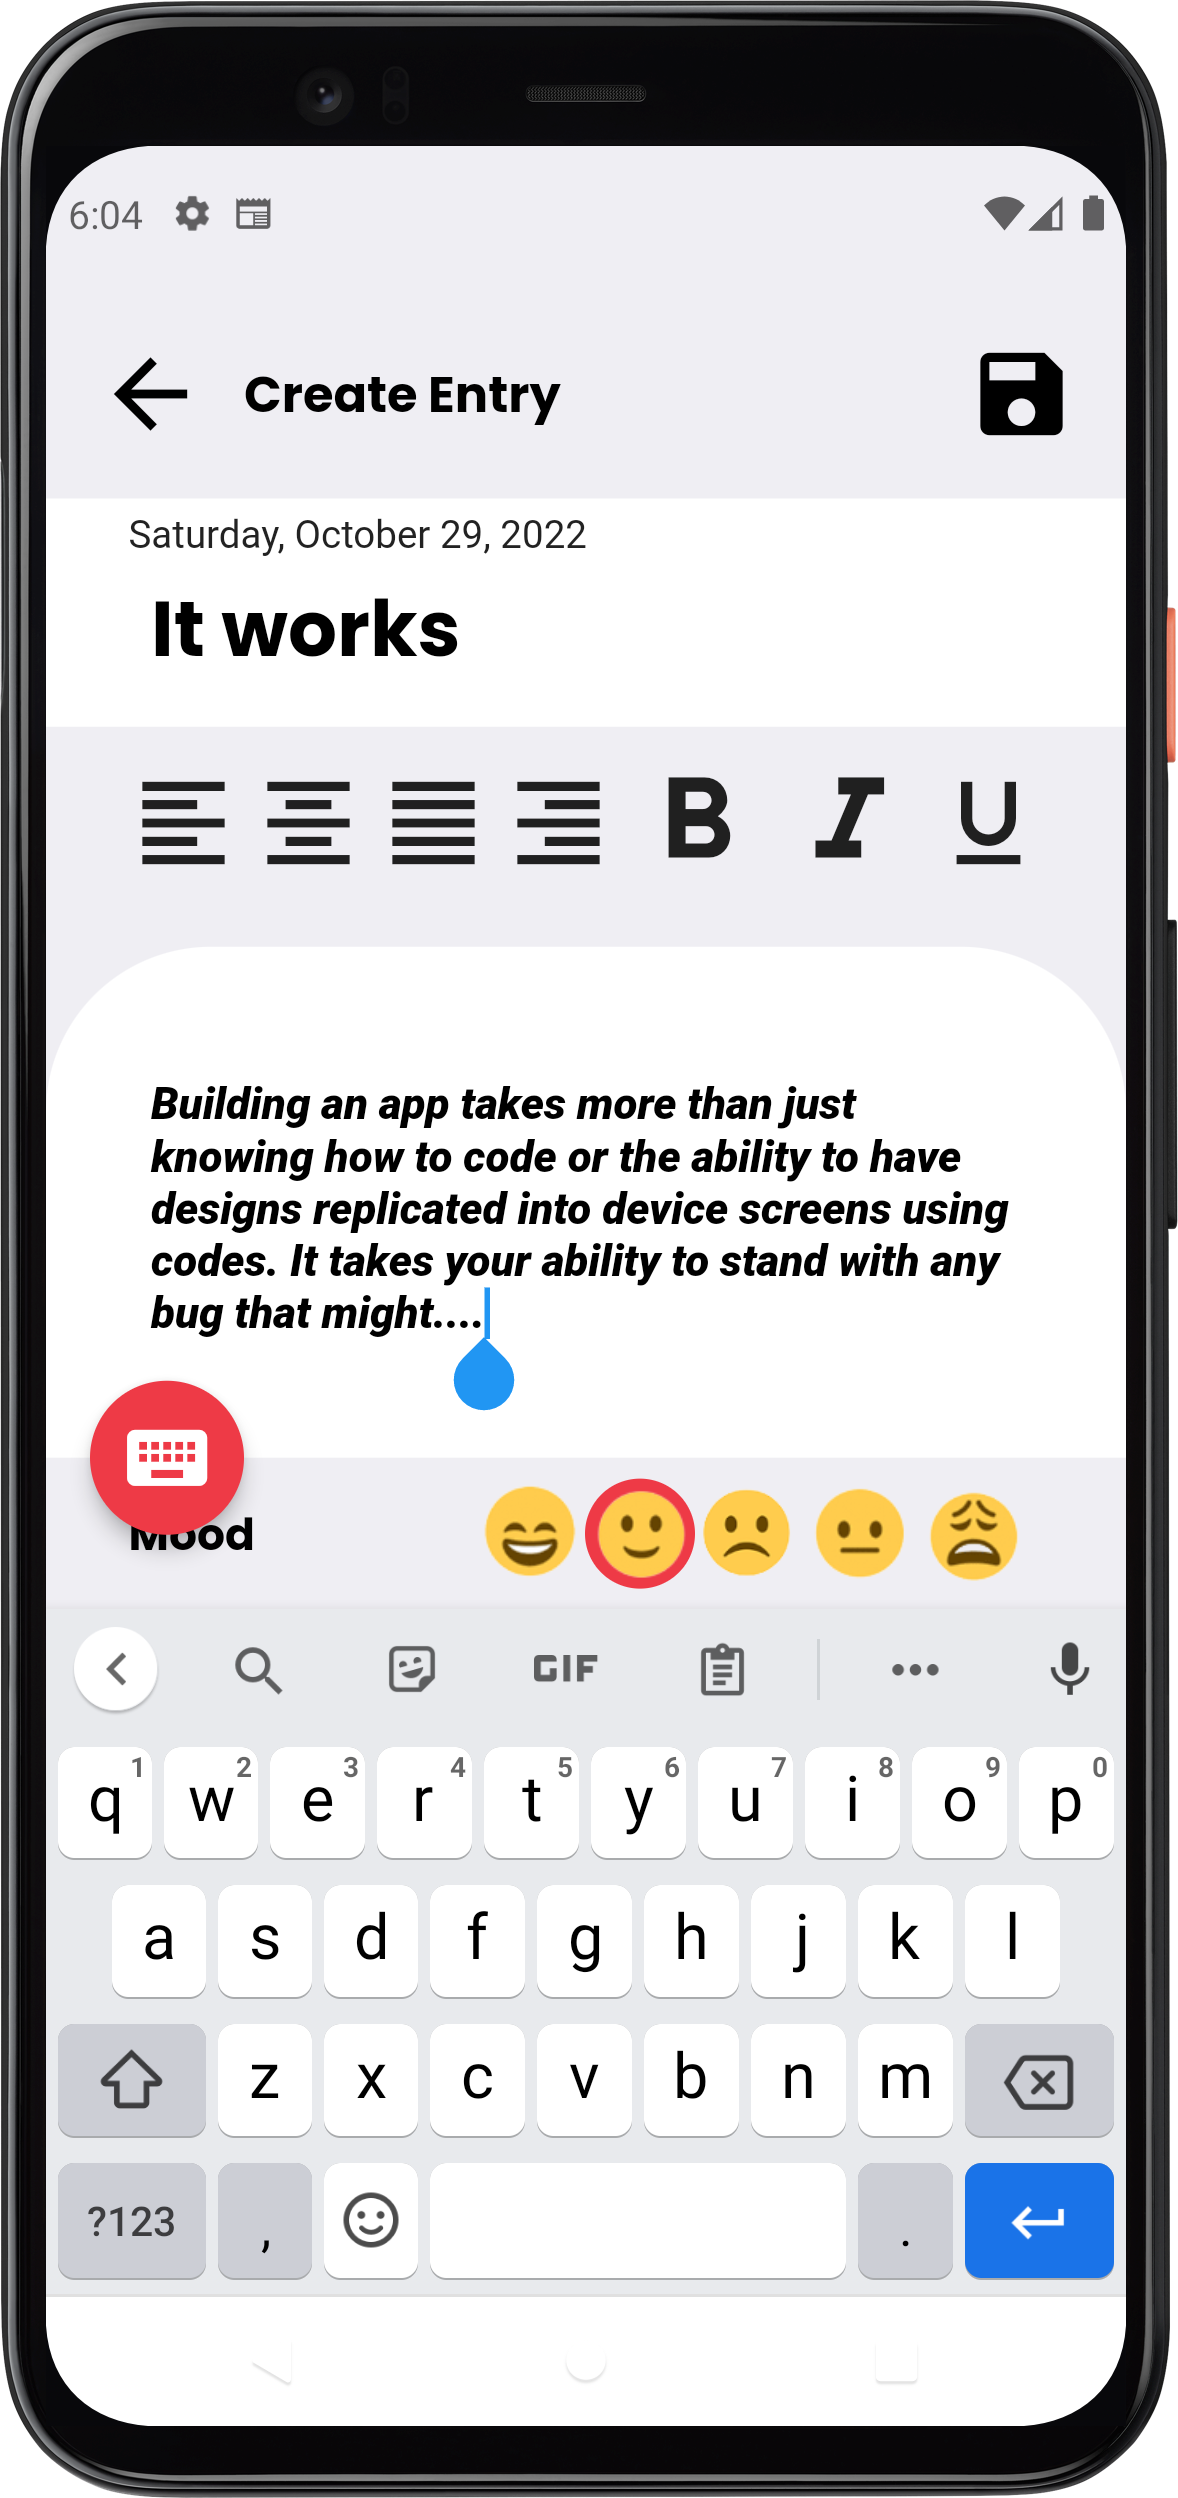 6:04
Create Entry
Saturday, October 29, 2022
It works
B I U
Building an app takes more than just
knowing how to code or the ability to have
designs replicated into device screens using
codes. It takes your ability to stand with any
bug that might....
Mood
GIF
1 2 3 4 5 6 7 8 9 0
q w e r t y u i o p
a s d f g h j k l
z x c v b n m
?123 , .